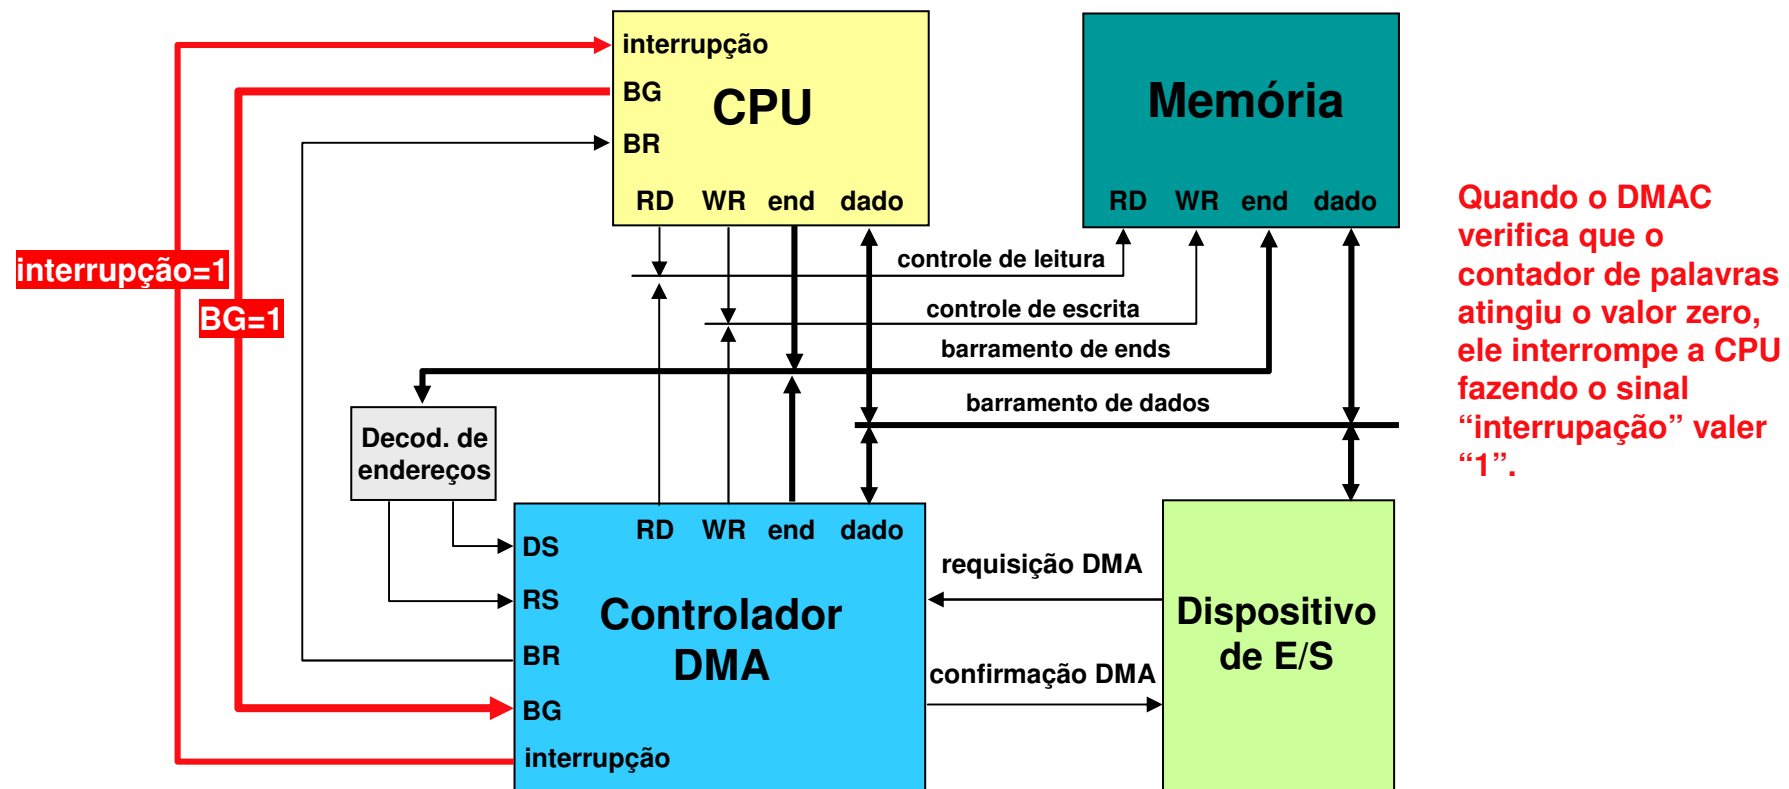 interrupção
BG
CPU
BR
RD WR end dado
Memória
RD WR end dado
interrupção=1
BG=1
controle de leitura
controle de escrita
barramento de ends
barramento de dados
Quando o DMAC
verifica que o
contador de palavras
atingiu o valor zero,
ele interrompe a CPU
fazendo o sinal
“interrupação” valer
“1”.
Decod. de
endereços
RD WR end dado
DS
RS
BR
BG
interrupção
Controlador
DMA
requisição DMA
confirmação DMA
Dispositivo
de E/S